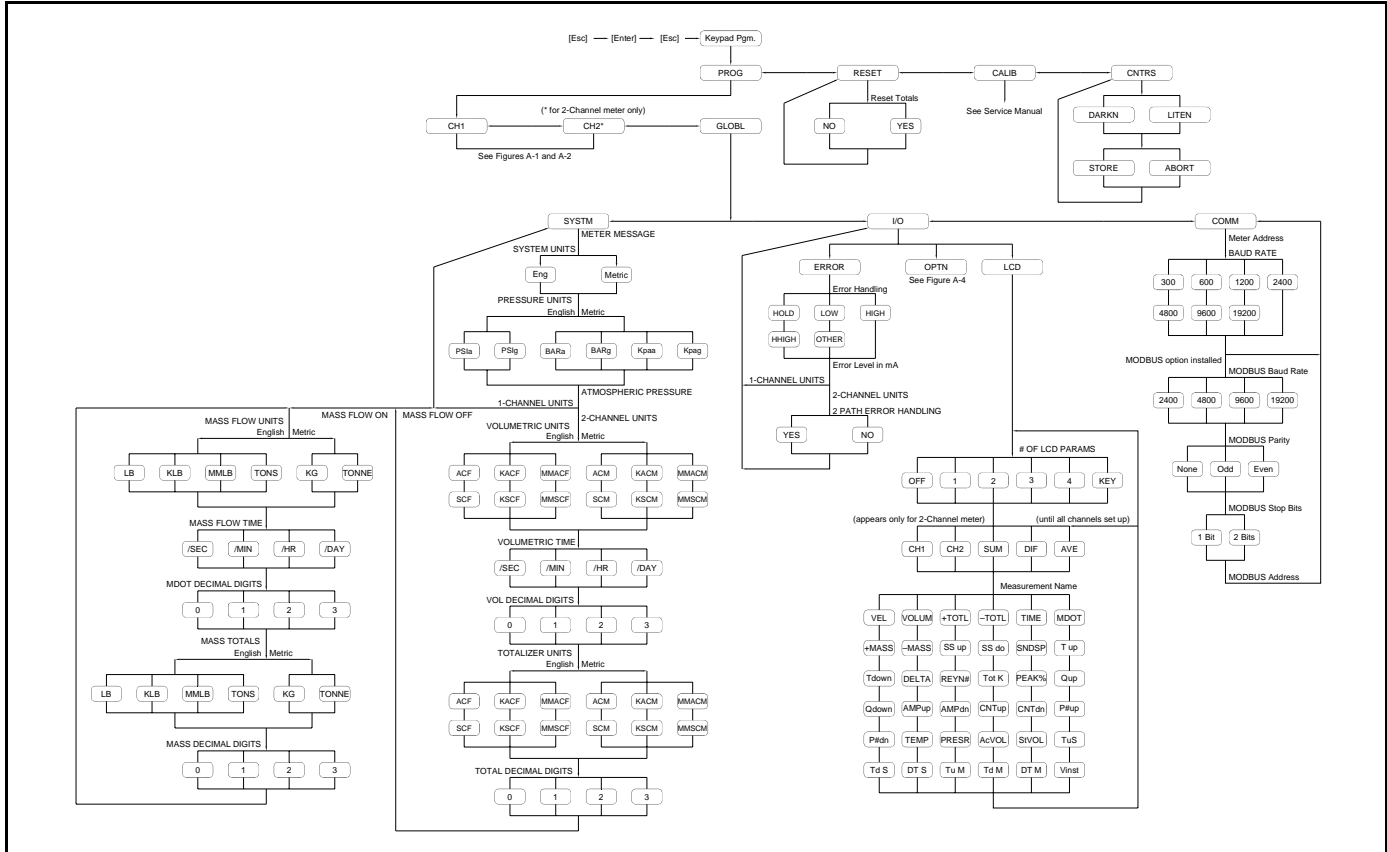 [Esc] [Enter] [Esc] Keypad Pgm.
PROG RESET CALIB CNTRS
Reset Totals
See Service Manual
(* for 2-Channel meter only)
DARKN LITEN
CH1 CH2* GLOBL
NO YES
See Figures A-1 and A-2
STORE ABORT
SYSTM I/O COMM
METER MESSAGE
SYSTEM UNITS
Eng Metric
PRESSURE UNITS
English Metric
PSIa PSIg BARa BARg Kpaa Kpag
ATMOSPHERIC PRESSURE
1-CHANNEL UNITS
2-CHANNEL UNITS
MASS FLOW ON MASS FLOW OFF
MASS FLOW UNITS
English Metric
LB KLB MMLB TONS KG TONNE
MASS FLOW TIME
/SEC /MIN /HR /DAY
MDOT DECIMAL DIGITS
0 1 2 3
MASS TOTALS
English Metric
LB KLB MMLB TONS KG TONNE
MASS DECIMAL DIGITS
0 1 2 3
VOLUMETRIC UNITS
English Metric
ACF KACF MMACF ACM KACM MMACM
SCF KSCF MMSCF SCM KSCM MMSCM
VOLUMETRIC TIME
/SEC /MIN /HR /DAY
VOL DECIMAL DIGITS
0 1 2 3
TOTALIZER UNITS
English Metric
ACF KACF MMACF ACM KACM MMACM
SCF KSCF MMSCF SCM KSCM MMSCM
TOTAL DECIMAL DIGITS
0 1 2 3
ERROR OPTN LCD
See Figure A-4
Error Handling
HOLD LOW HIGH
HHIGH OTHER
Error Level in mA
1-CHANNEL UNITS
2-CHANNEL UNITS
2 PATH ERROR HANDLING
YES NO
# OF LCD PARAMS
OFF 1 2 3 4 KEY
(appears only for 2-Channel meter) (until all channels set up)
CH1 CH2 SUM DIF AVE
Measurement Name
VEL VOLUM +TOTL –TOTL TIME MDOT
+MASS –MASS SS up SS do SNDSP T up
Tdown DELTA REYN# Tot K PEAK% Qup
Qdown AMPup AMPdn CNTup CNTdn P#up
P#dn TEMP PRESR AcVOL StVOL TuS
Td S DT S Tu M Td M DT M Vinst
Meter Address
BAUD RATE
300 600 1200 2400
4800 9600 19200
MODBUS option installed
MODBUS Baud Rate
2400 4800 9600 19200
MODBUS Parity
None Odd Even
MODBUS Stop Bits
1 Bit 2 Bits
MODBUS Address